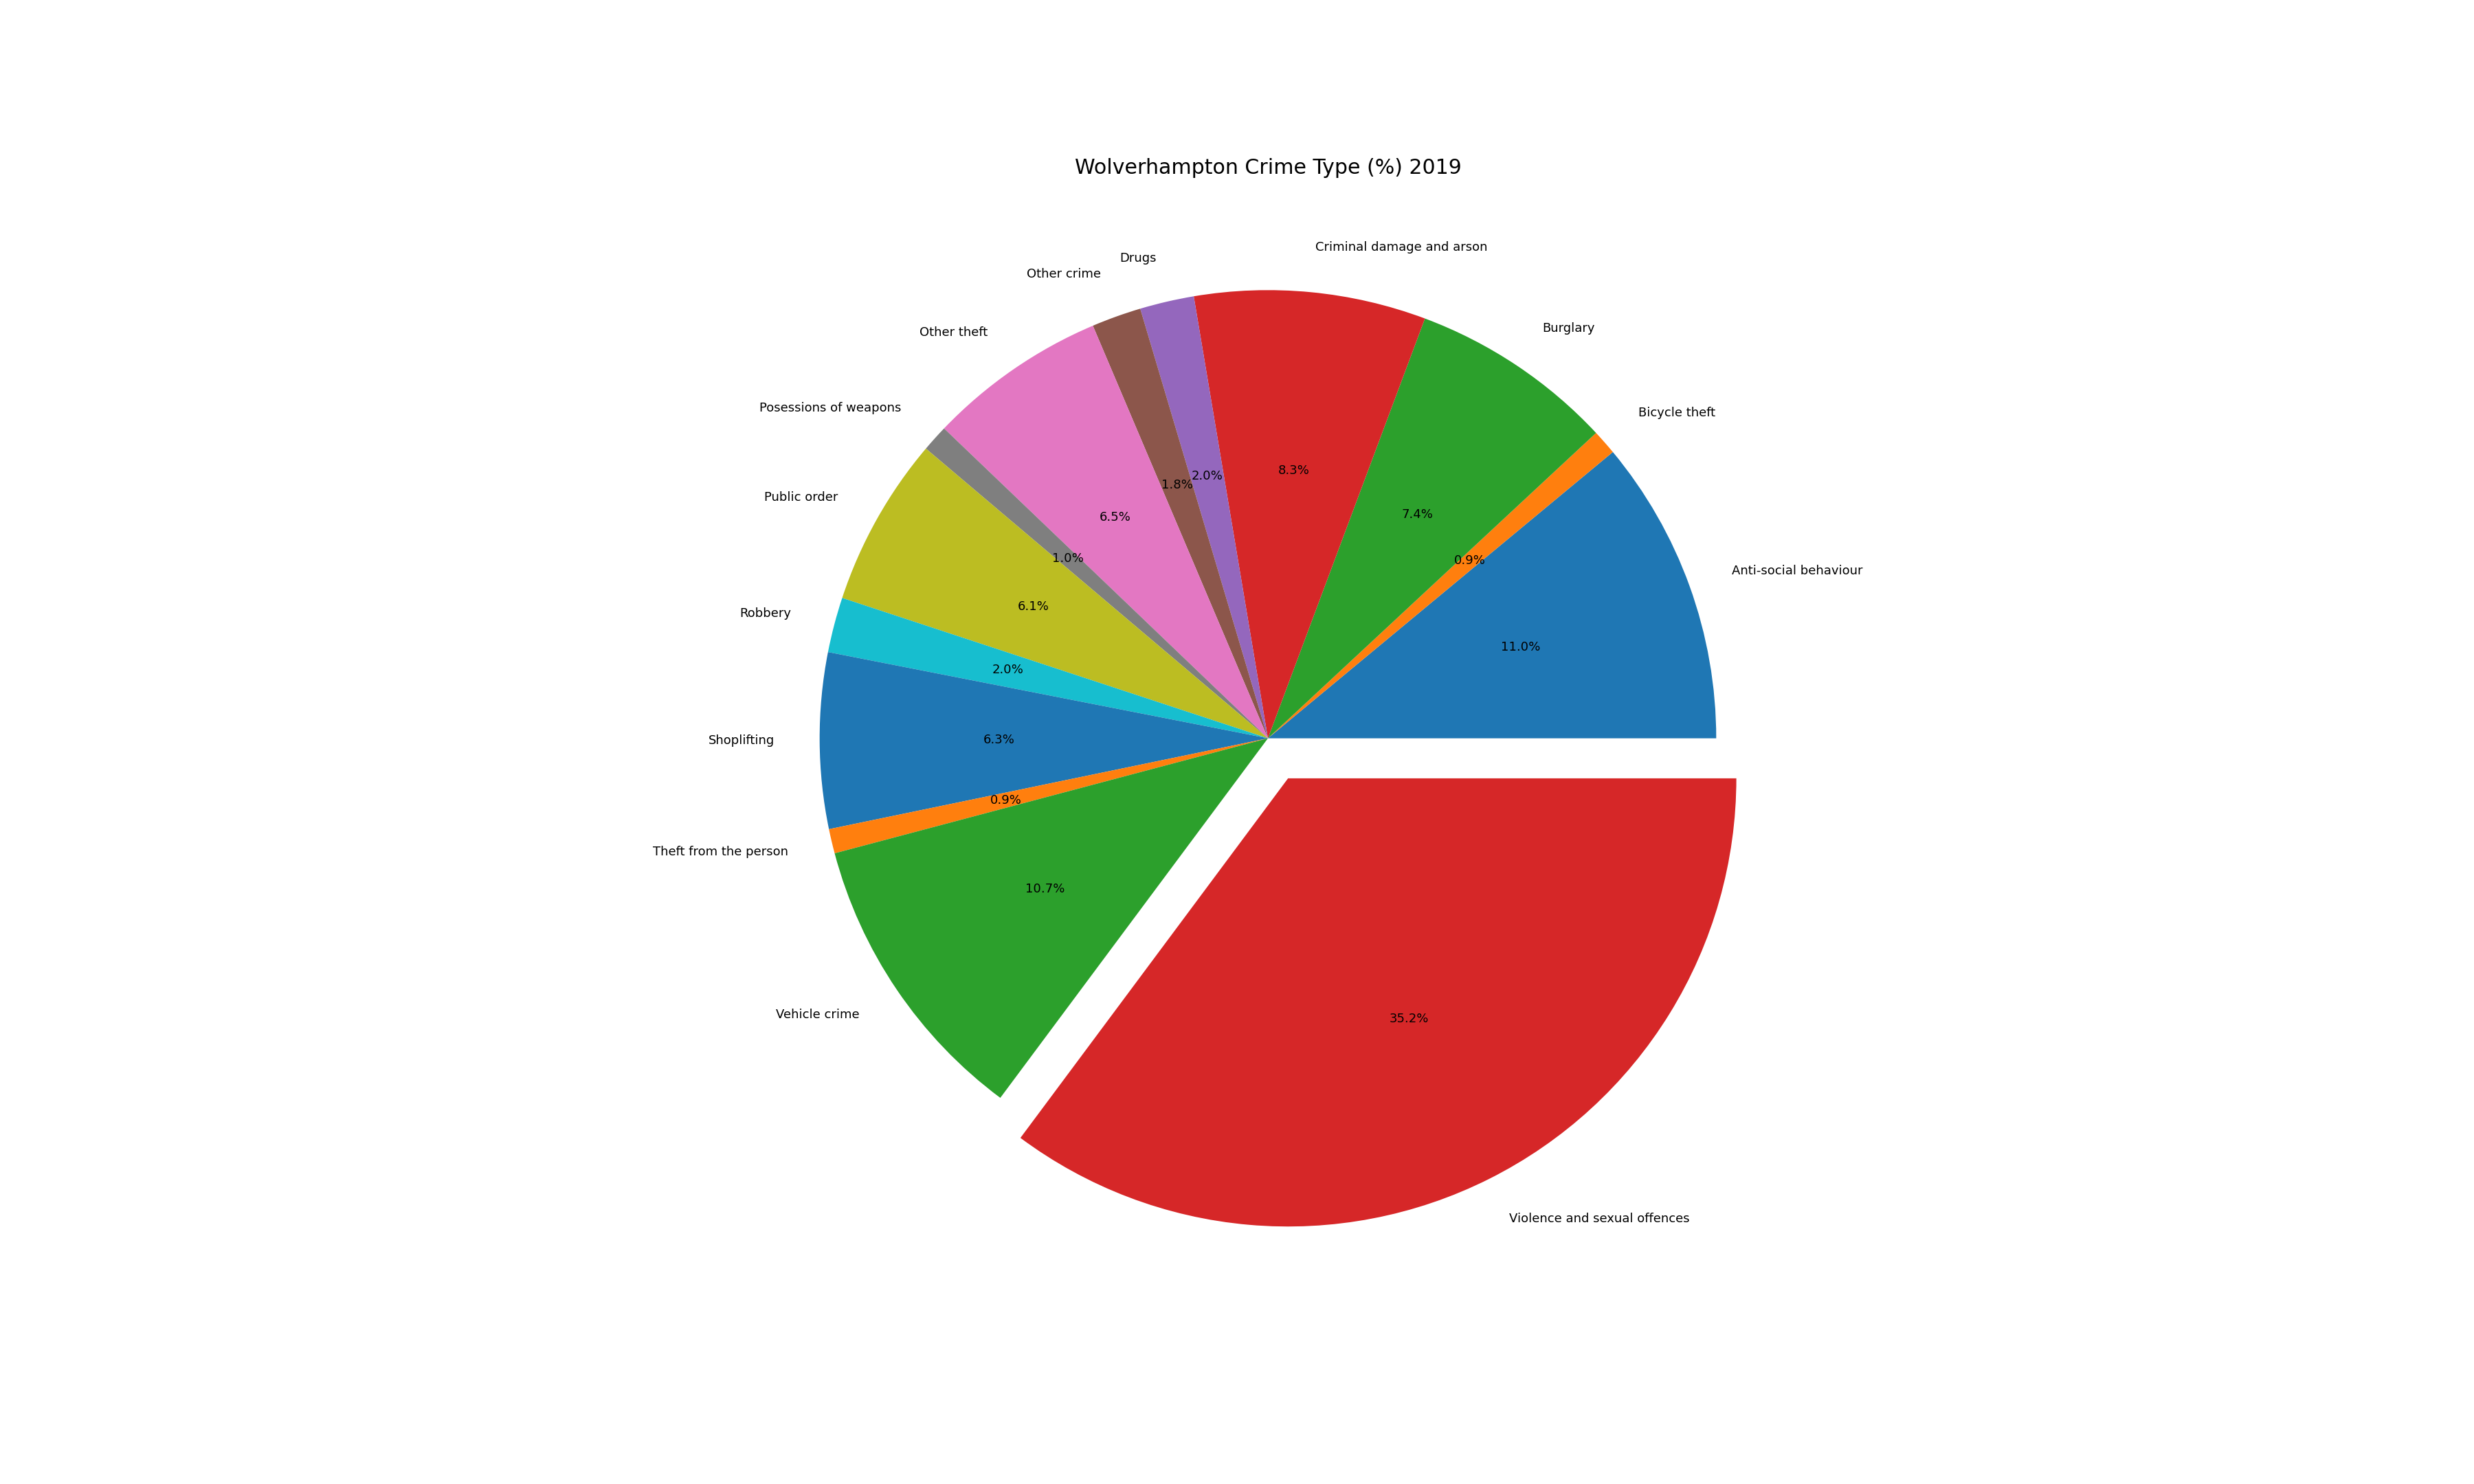 Wolverhampton Crime Type (%) 2019
Criminal damage and arson
Drugs
Other crime
Burglary
Other theft
Posessions of weapons
Bicycle theft
8.3%
2.0%
1.8%
Public order
7.4%
6.5%
1.0%
0.9%
Anti-social behaviour
6.1%
Robbery
11.0%
2.0%
Shoplifting
6.3%
0.9%
Theft from the person
10.7%
Vehicle crime
35.2%
Violence and sexual offences